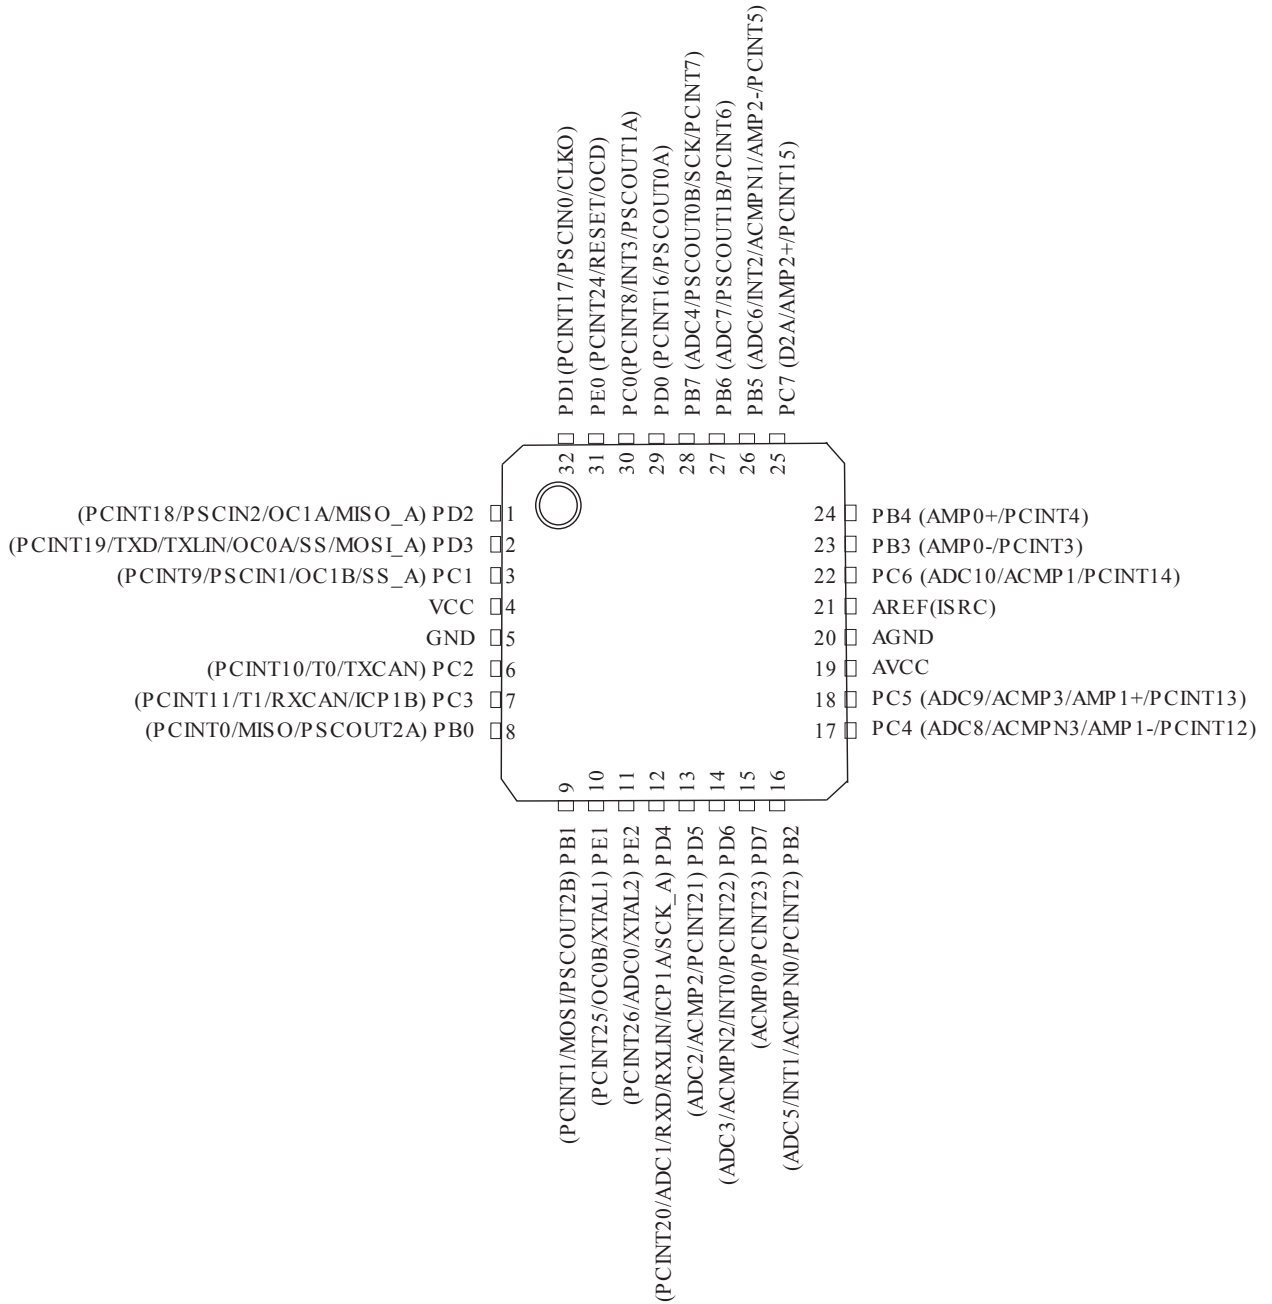 PD1(PCINT17/PSCIN0/CLKO)
PE0 (PCINT24/RESET/OCD)
PC0(PCINT8/INT3/PSCOUT1A)
PD0 (PCINT16/PSCOUT0A)
PB7 (ADC4/PSCOUT0B/SCK/PCINT7)
PB6 (ADC7/PSCOUT1B/PCINT6)
PB5 (ADC6/INT2/ACMPN1/AMP2-/PCINT5)
PC7 (D2A/AMP2+/PCINT15)
32
31
30
29
28
27
26
25
(PCINT18/PSCIN2/OC1A/MISO_A) PD2 1
(PCINT19/TXD/TXLIN/OC0A/SS/MOSI_A) PD3 2
(PCINT9/PSCIN1/OC1B/SS_A) PC1 3
VCC 4
GND 5
(PCINT10/T0/TXCAN) PC2 6
(PCINT11/T1/RXCAN/ICP1B) PC3 7
(PCINT0/MISO/PSCOUT2A) PB0 8
24 PB4 (AMP0+/PCINT4)
23 PB3 (AMP0-/PCINT3)
22 PC6 (ADC10/ACMP1/PCINT14)
21 AREF(ISRC)
20 AGND
19 AVCC
18 PC5 (ADC9/ACMP3/AMP1+/PCINT13)
17 PC4 (ADC8/ACMPN3/AMP1-/PCINT12)
9
10
11
12
13
14
15
16
(PCINT1/MOSI/PSCOUT2B) PB1
(PCINT25/OC0B/XTAL1) PE1
(PCINT26/ADC0/XTAL2) PE2
(PCINT20/ADC1/RXD/RXLIN/ICP1A/SCK_A) PD4
(ADC2/ACMP2/PCINT21) PD5
(ADC3/ACMPN2/INT0/PCINT22) PD6
(ACMP0/PCINT23) PD7
(ADC5/INT1/ACMPN0/PCINT2) PB2